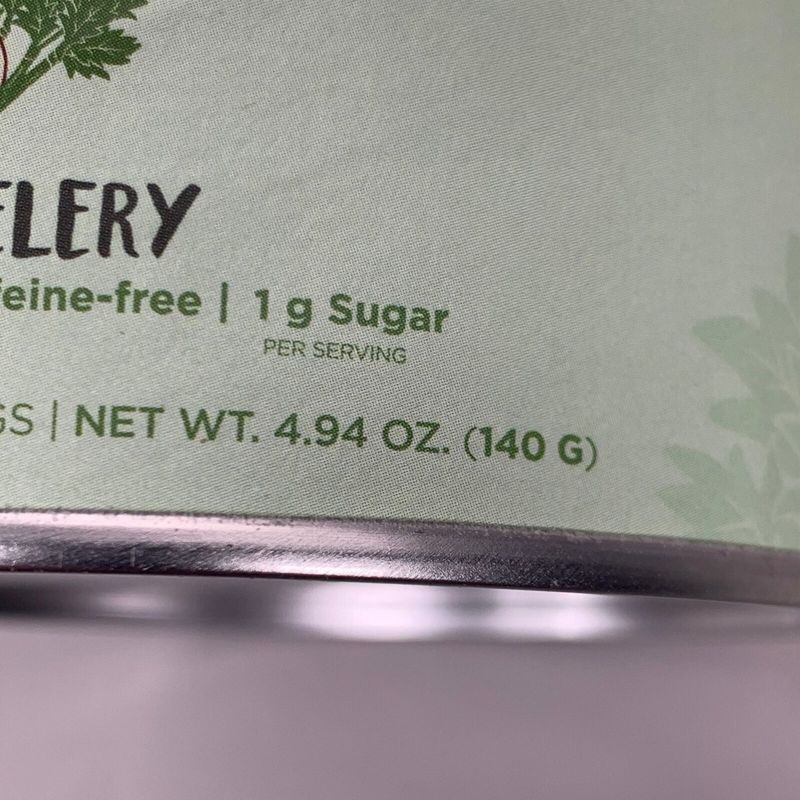 ELERY
feine-free | 1 g Sugar
PER SERVING
GS | NET WT. 4.94 OZ. (140 G)